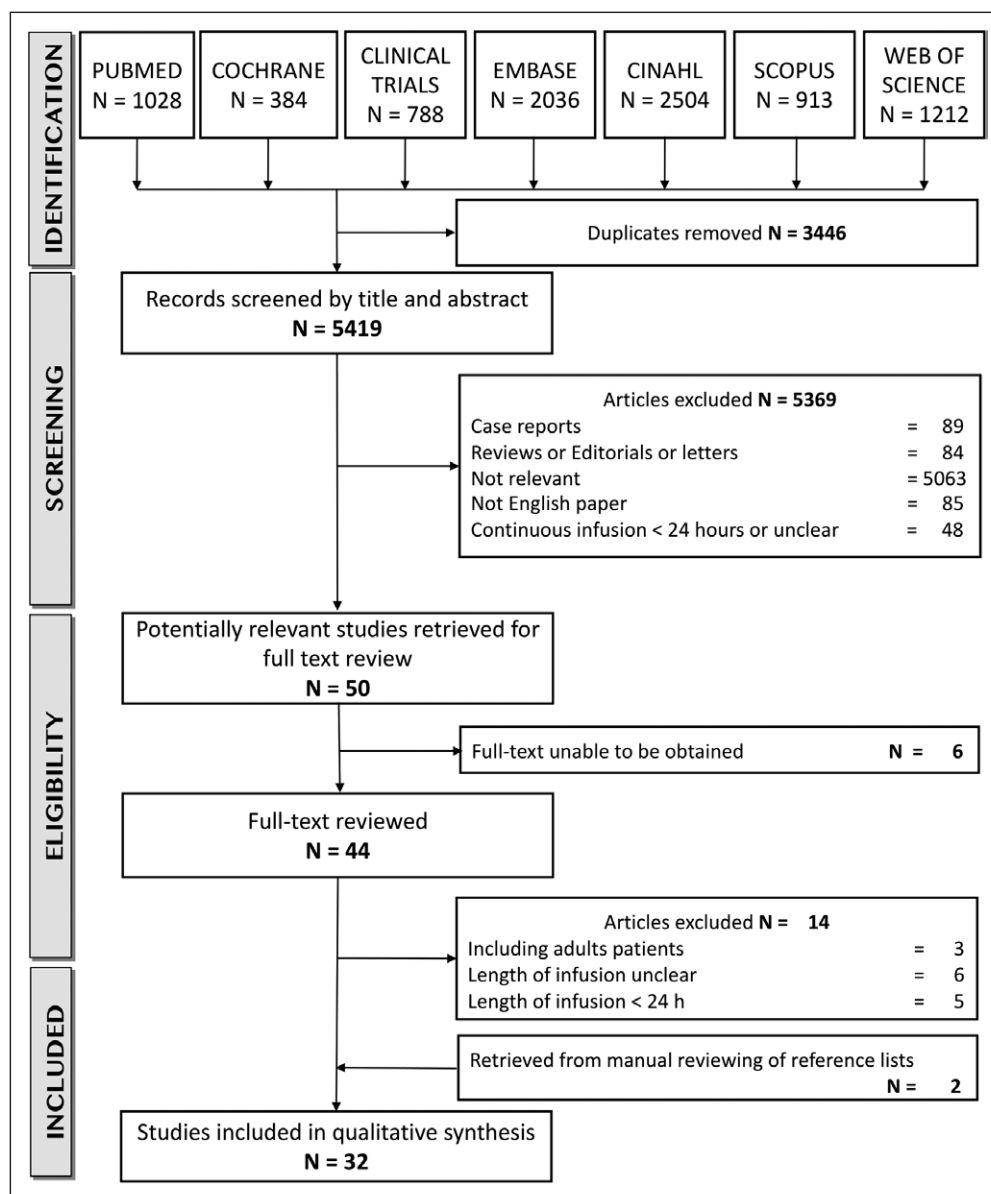 IDENTIFICATION
PUBMED
N = 1028
COCHRANE
N = 384
CLINICAL
TRIALS
N = 788
EMBASE
N = 2036
CINAHL
N = 2504
SCOPUS
N = 913
WEB OF
SCIENCE
N = 1212
Duplicates removed N = 3446
SCREENING
Records screened by title and abstract
N = 5419
Articles excluded N = 5369
Case reports = 89
Reviews or Editorials or letters = 84
Not relevant = 5063
Not English paper = 85
Continuous infusion < 24 hours or unclear = 48
ELIGIBILITY
Potentially relevant studies retrieved for
full text review
N = 50
Full-text unable to be obtained N = 6
Full-text reviewed
N = 44
Articles excluded N = 14
Including adults patients = 3
Length of infusion unclear = 6
Length of infusion < 24 h = 5
INCLUDED
Retrieved from manual reviewing of reference lists
N = 2
Studies included in qualitative synthesis
N = 32